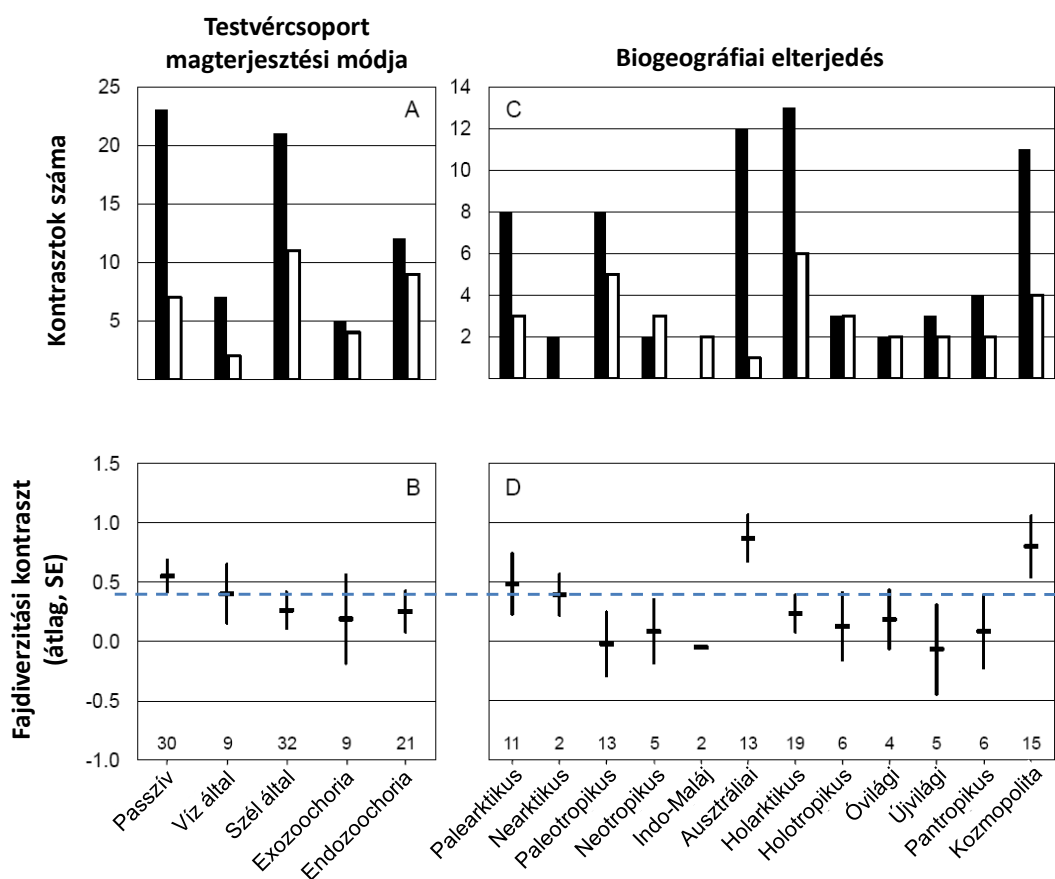 Testvércsoport
magterjesztési módja
Biogeográfiai elterjedés
Kontrasztok száma
25
20
15
10
5
A
14
12
10
8
6
4
2
C
Fajdiverzitási kontraszt
(átlag, SE)
1.5
1.0
0.5
0.0
-0.5
-1.0
B
30 9 32 9 21
Passzív
Víz által
Szél által
Exozoochoria
Endozoochoria
D
11 2 13 5 2 13 19 6 4 5 6 15
Palearktikus
Nearktikus
Paleotropikus
Neotropikus
Indo-Maláj
Ausztráliai
Holarktikus
Holotropikus
Óvilági
Újvilági
Pantropikus
Kozmopolita